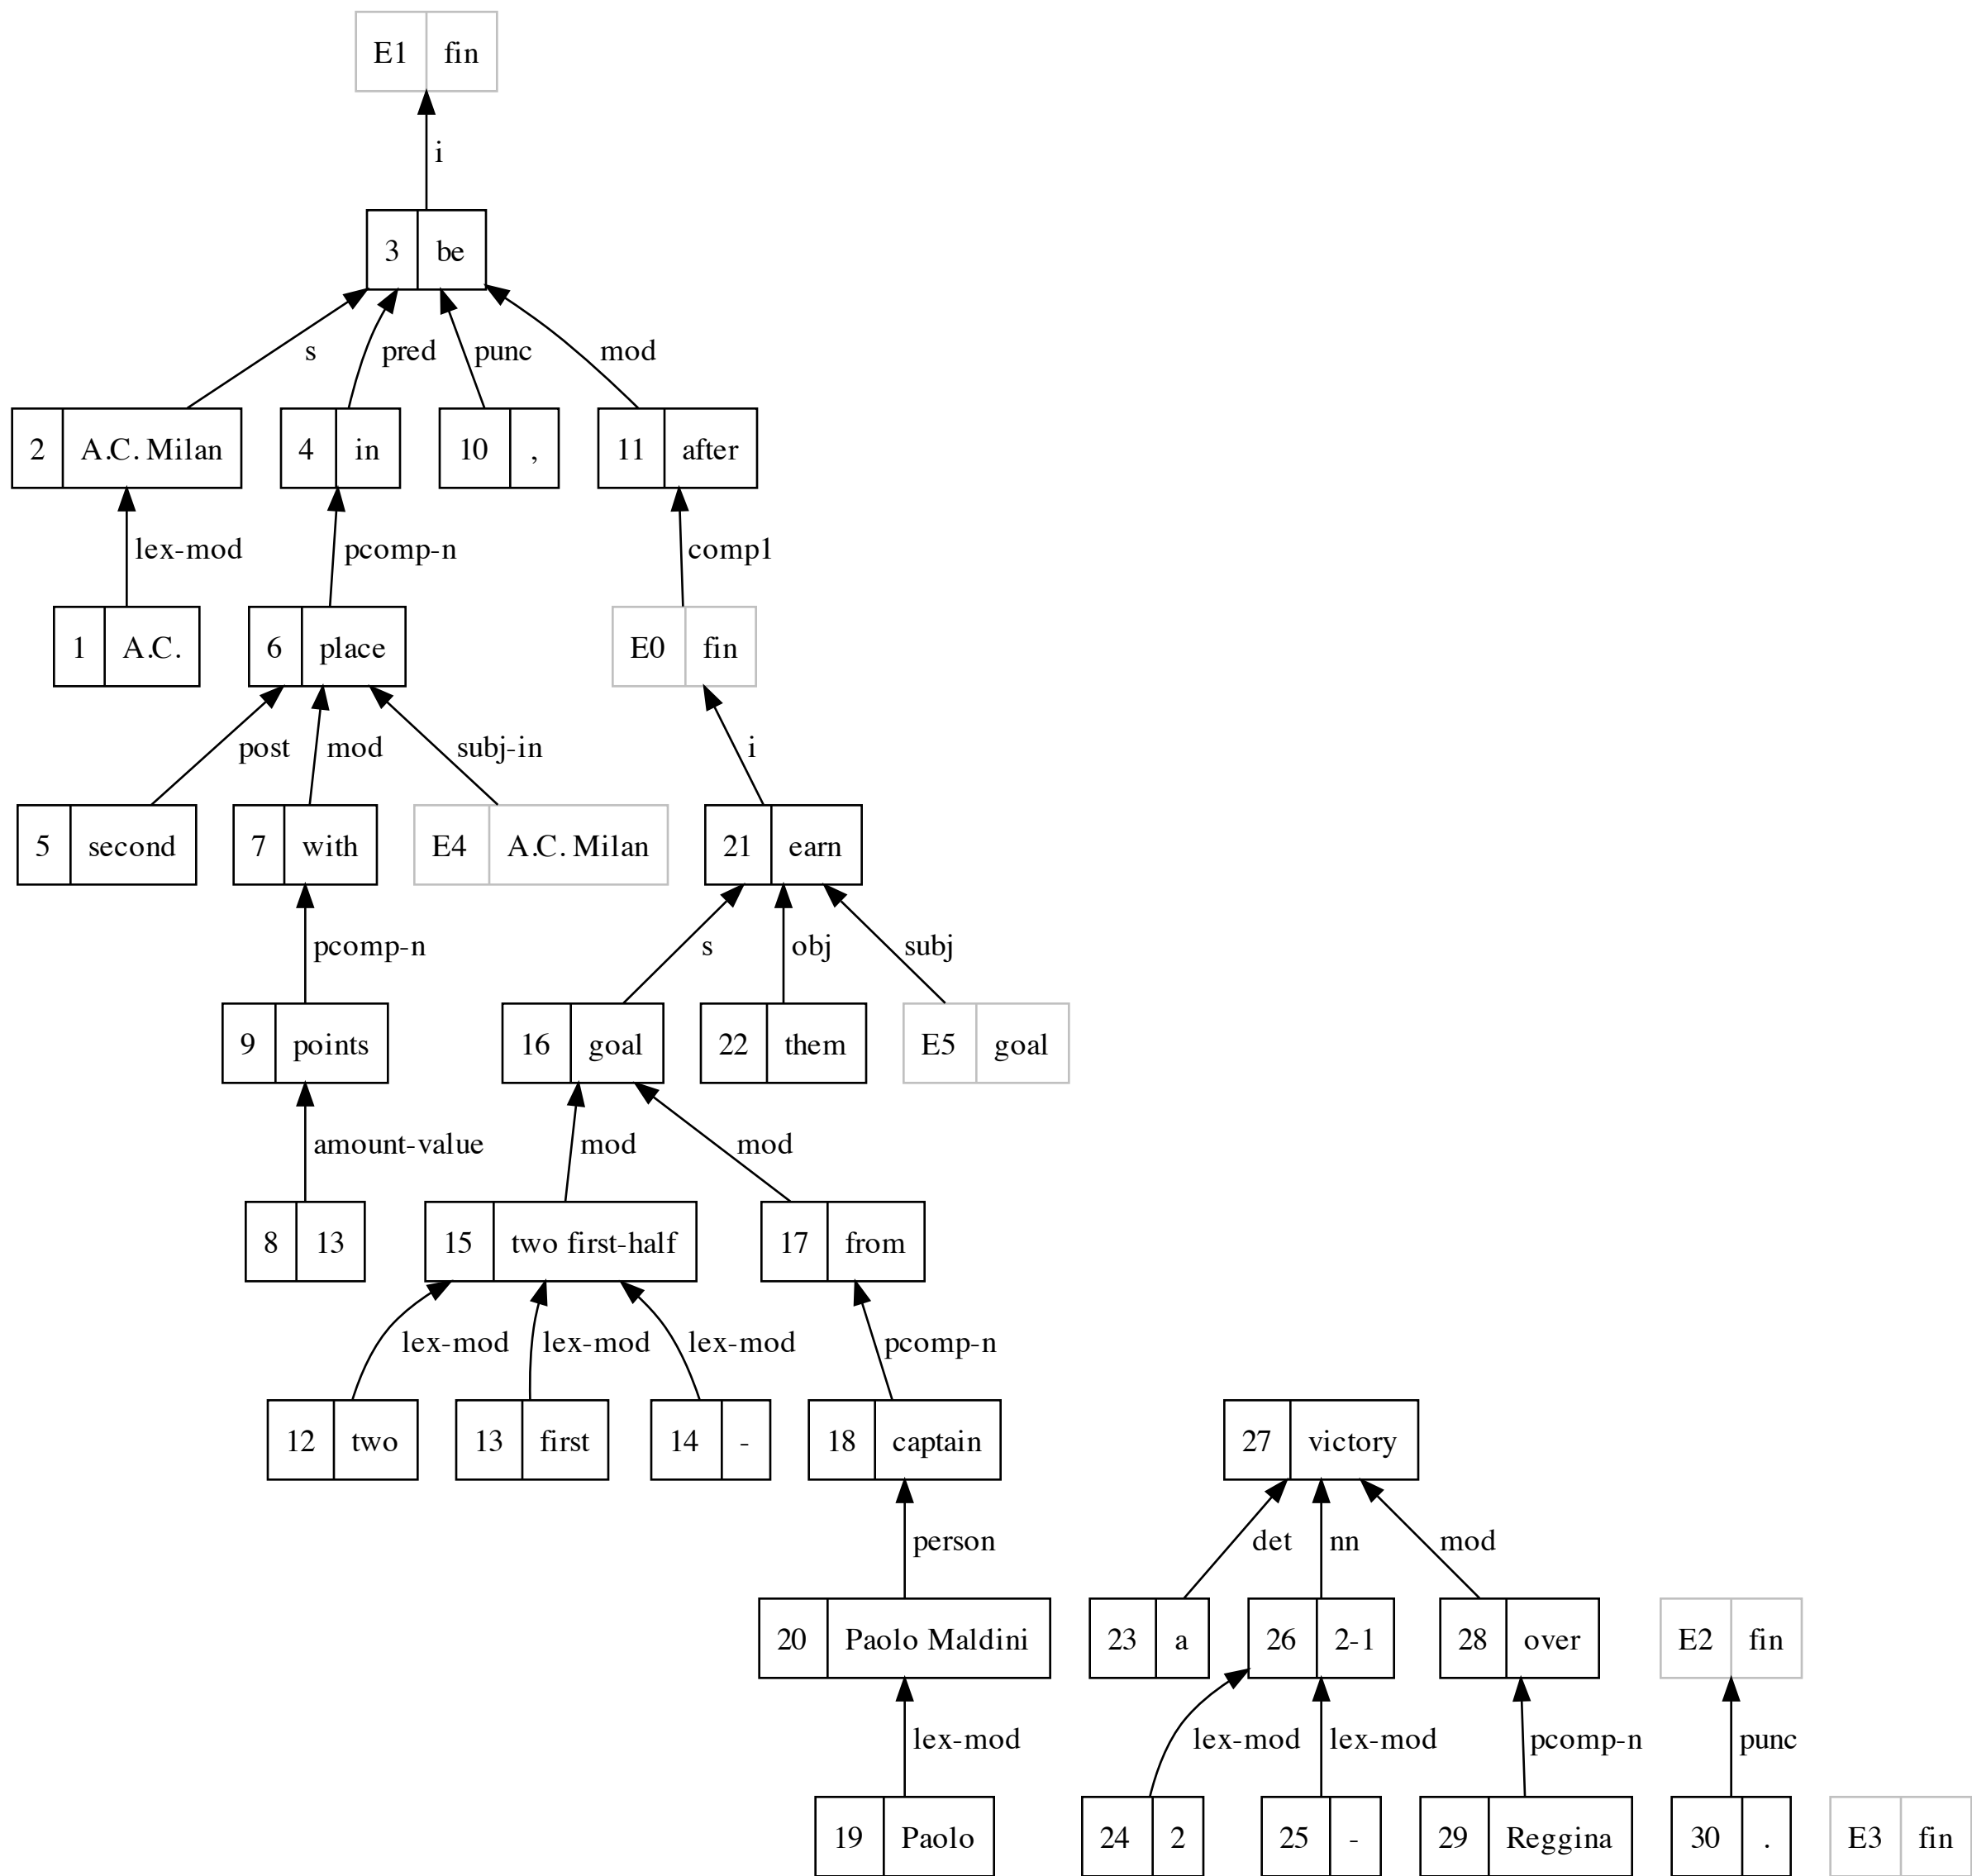 E1 fin
i
3 be
s pred punc mod
2 A.C. Milan 4 in 10 , 11 after
lex-mod pcomp-n comp1
1 A.C. 6 place E0 fin
post mod subj-in i
5 second 7 with E4 A.C. Milan 21 earn
pcomp-n s obj subj
9 points 16 goal 22 them E5 goal
amount-value mod mod
8 13 15 two first-half 17 from
lex-mod lex-mod lex-mod pcomp-n
12 two 13 first 14 - 18 captain 27 victory
person det nn mod
20 Paolo Maldini 23 a 26 2-1 28 over E2 fin
lex-mod lex-mod lex-mod pcomp-n punc
19 Paolo 24 2 25 - 29 Reggina 30 . E3 fin